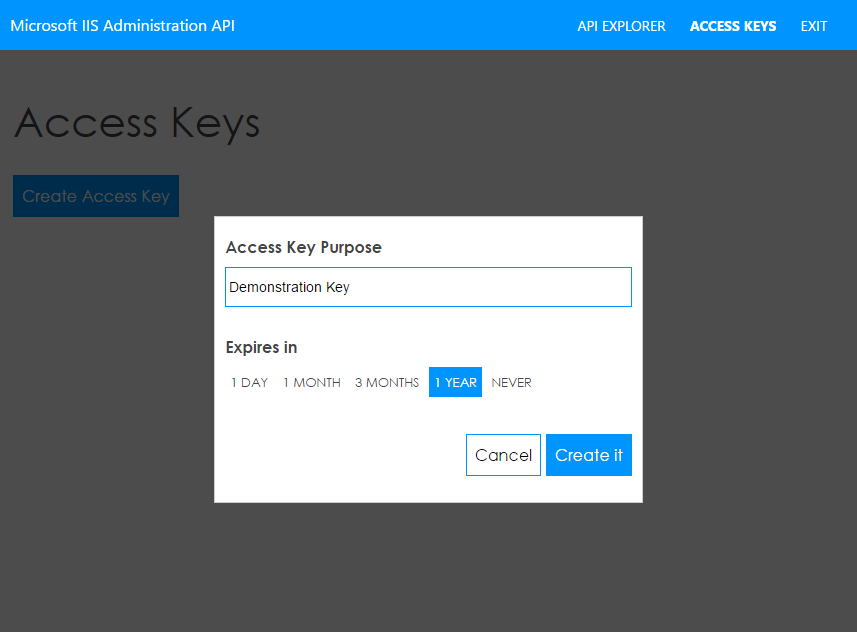 Microsoft IIS Administration API API EXPLORER ACCESS KEYS EXIT
Access Keys
Create Access Key
Access Key Purpose
Demonstration Key
Expires in
1 DAY 1 MONTH 3 MONTHS 1 YEAR NEVER
Cancel Create it